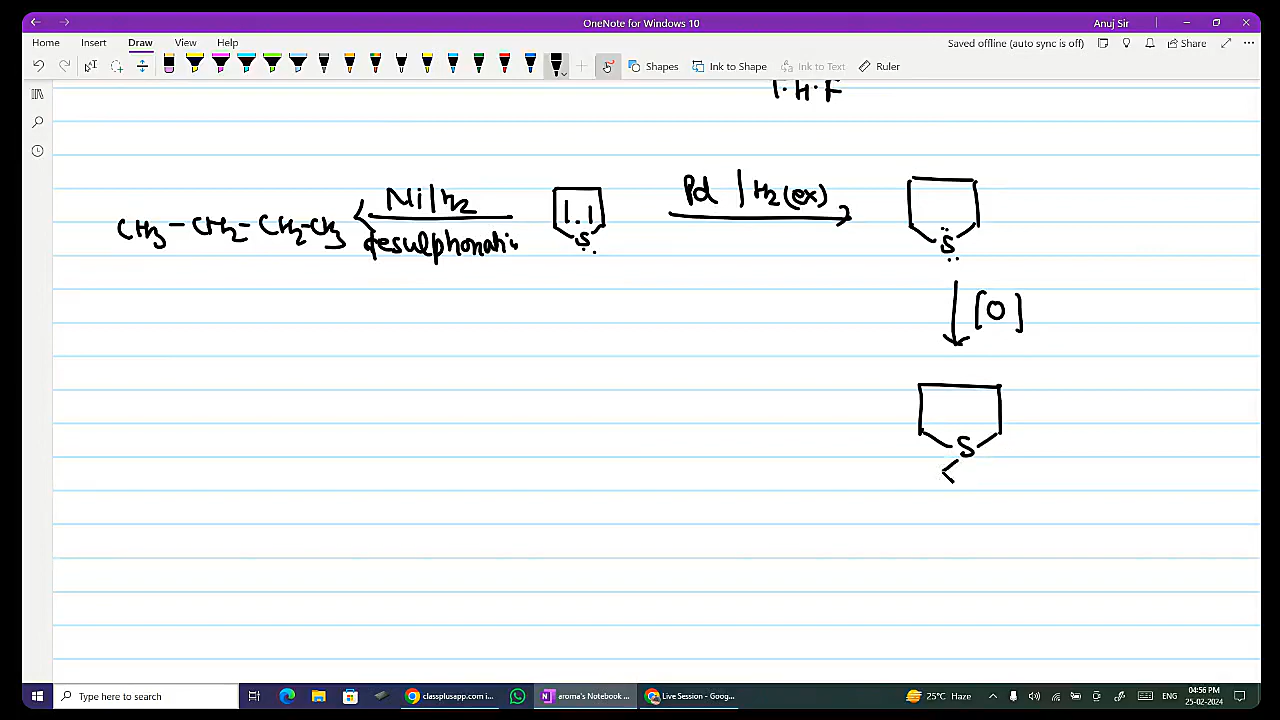 OneNote for Windows 10
Anuj Sir
Home Insert Draw View Help
Saved offline (auto sync is off)
Share
Shapes
Ink to Shape
Ink to Text
Ruler
T.H.F
Ni/H2
Pd / H2 (ex)
CH3 - CH2 - CH2 - CH3
S
desulphonati
S
[O]
S
Type here to search
classplusapp.com i...
aroma's Notebook ...
Live Session - Goog...
25°C Haze
ENG
04:56 PM
25-02-2024